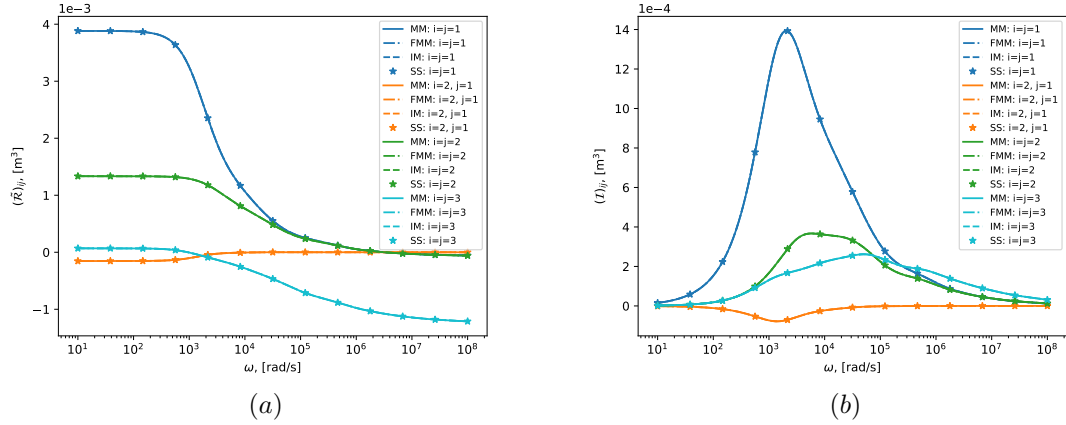 1e−3
4
3
2
1
0
−1
(R̃)ij, [m³]
10¹ 10² 10³ 10⁴ 10⁵ 10⁶ 10⁷ 10⁸
ω, [rad/s]
MM: i=j=1
FMM: i=j=1
IM: i=j=1
SS: i=j=1
MM: i=2, j=1
FMM: i=2, j=1
IM: i=2, j=1
SS: i=2, j=1
MM: i=j=2
FMM: i=j=2
IM: i=j=2
SS: i=j=2
MM: i=j=3
FMM: i=j=3
IM: i=j=3
SS: i=j=3
(a)
1e−4
14
12
10
8
6
4
2
0
(I)ij, [m³]
10¹ 10² 10³ 10⁴ 10⁵ 10⁶ 10⁷ 10⁸
ω, [rad/s]
MM: i=j=1
FMM: i=j=1
IM: i=j=1
SS: i=j=1
MM: i=2, j=1
FMM: i=2, j=1
IM: i=2, j=1
SS: i=2, j=1
MM: i=j=2
FMM: i=j=2
IM: i=j=2
SS: i=j=2
MM: i=j=3
FMM: i=j=3
IM: i=j=3
SS: i=j=3
(b)